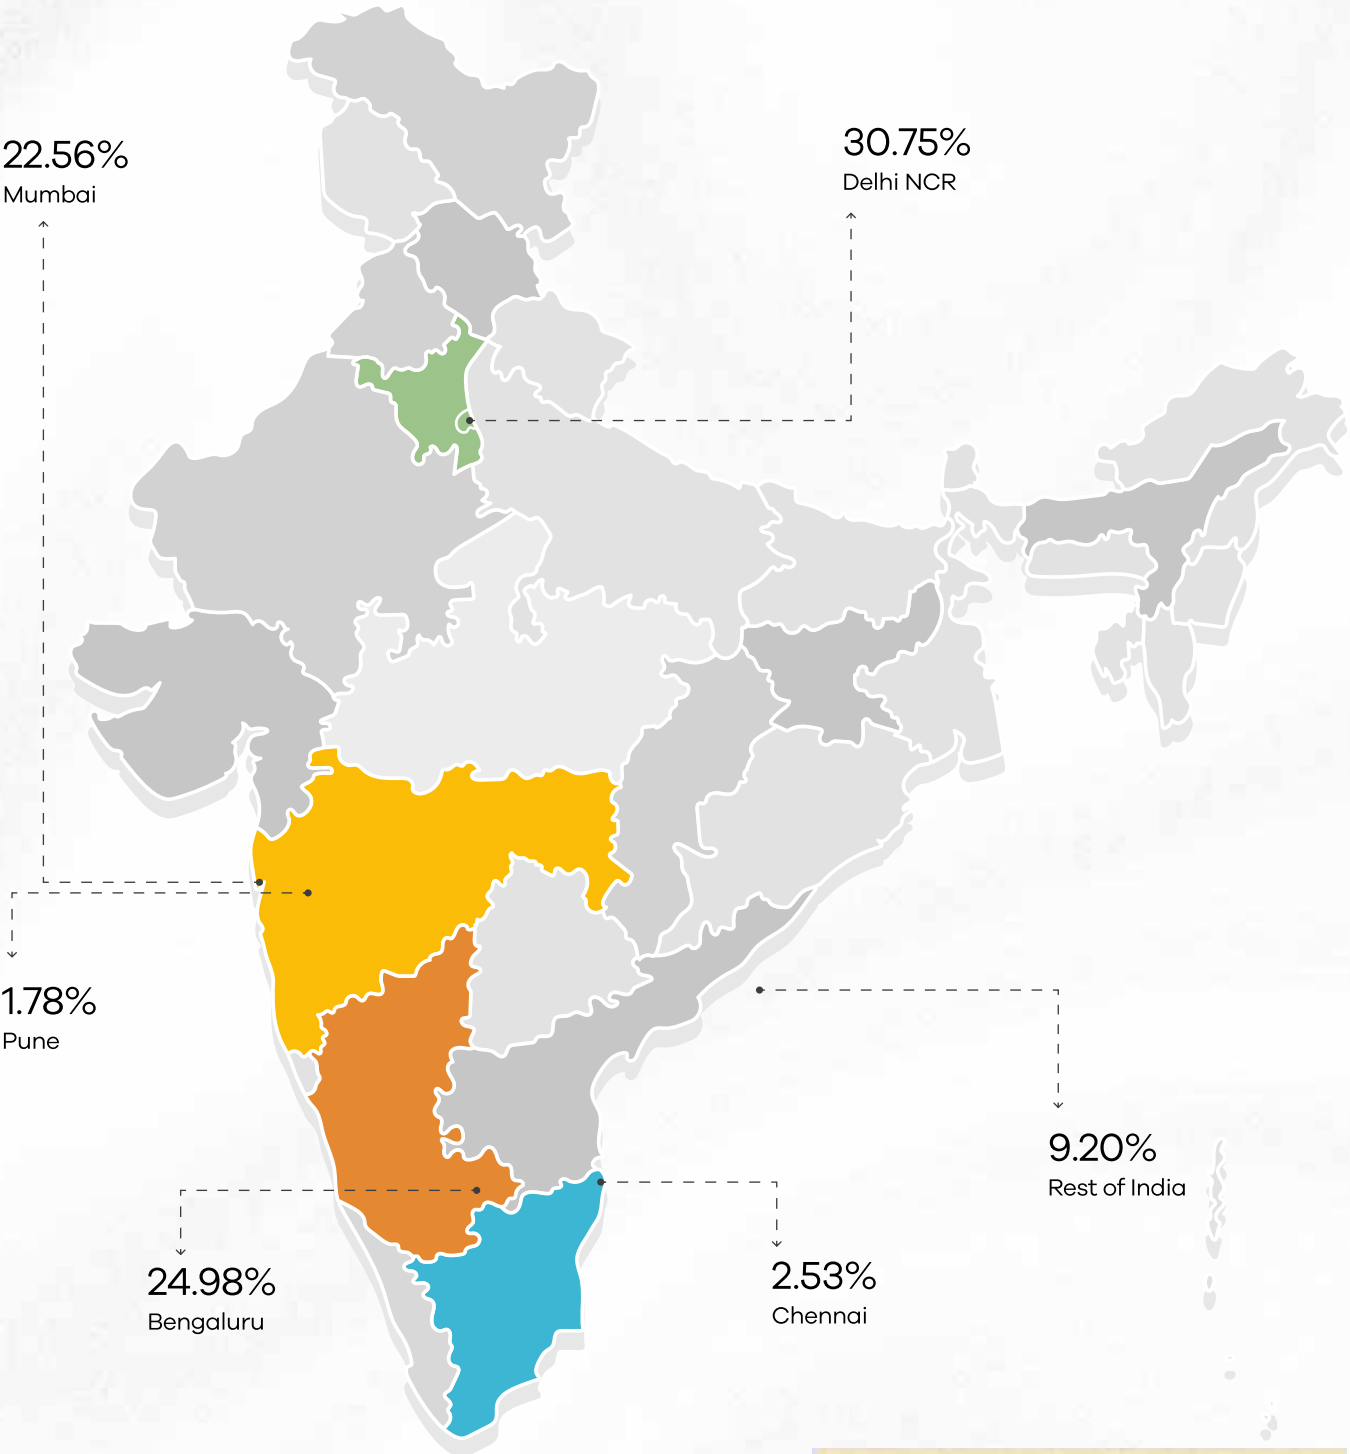 22.56%
Mumbai
30.75%
Delhi NCR
1.78%
Pune
9.20%
Rest of India
24.98%
Bengaluru
2.53%
Chennai